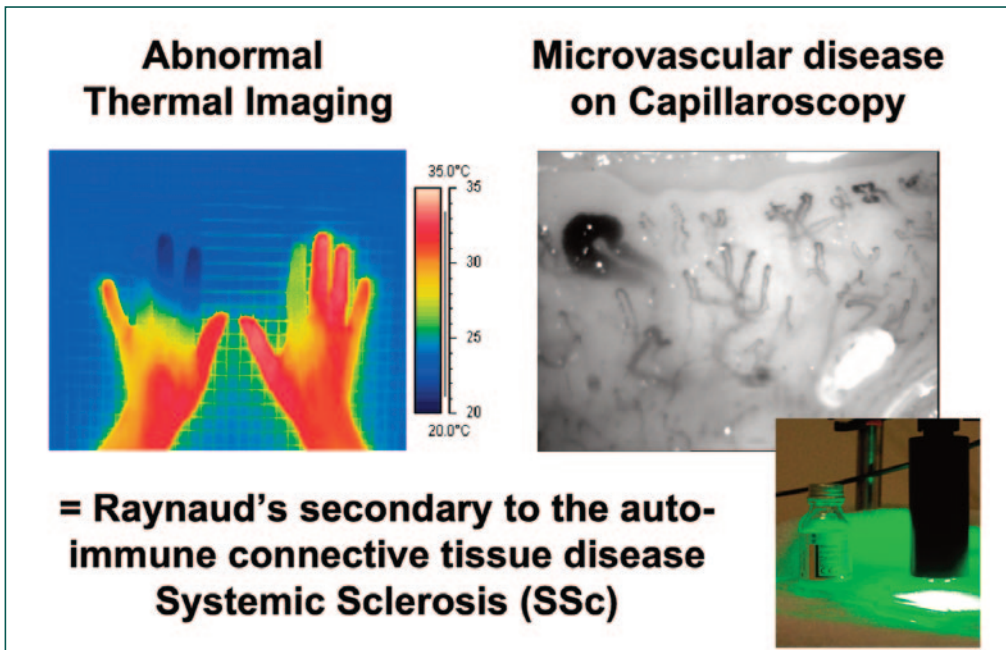 Abnormal
Thermal Imaging
Microvascular disease
on Capillaroscopy
35.0°C
35
30
25
20
20.0°C
= Raynaud's secondary to the auto-
immune connective tissue disease
Systemic Sclerosis (SSc)